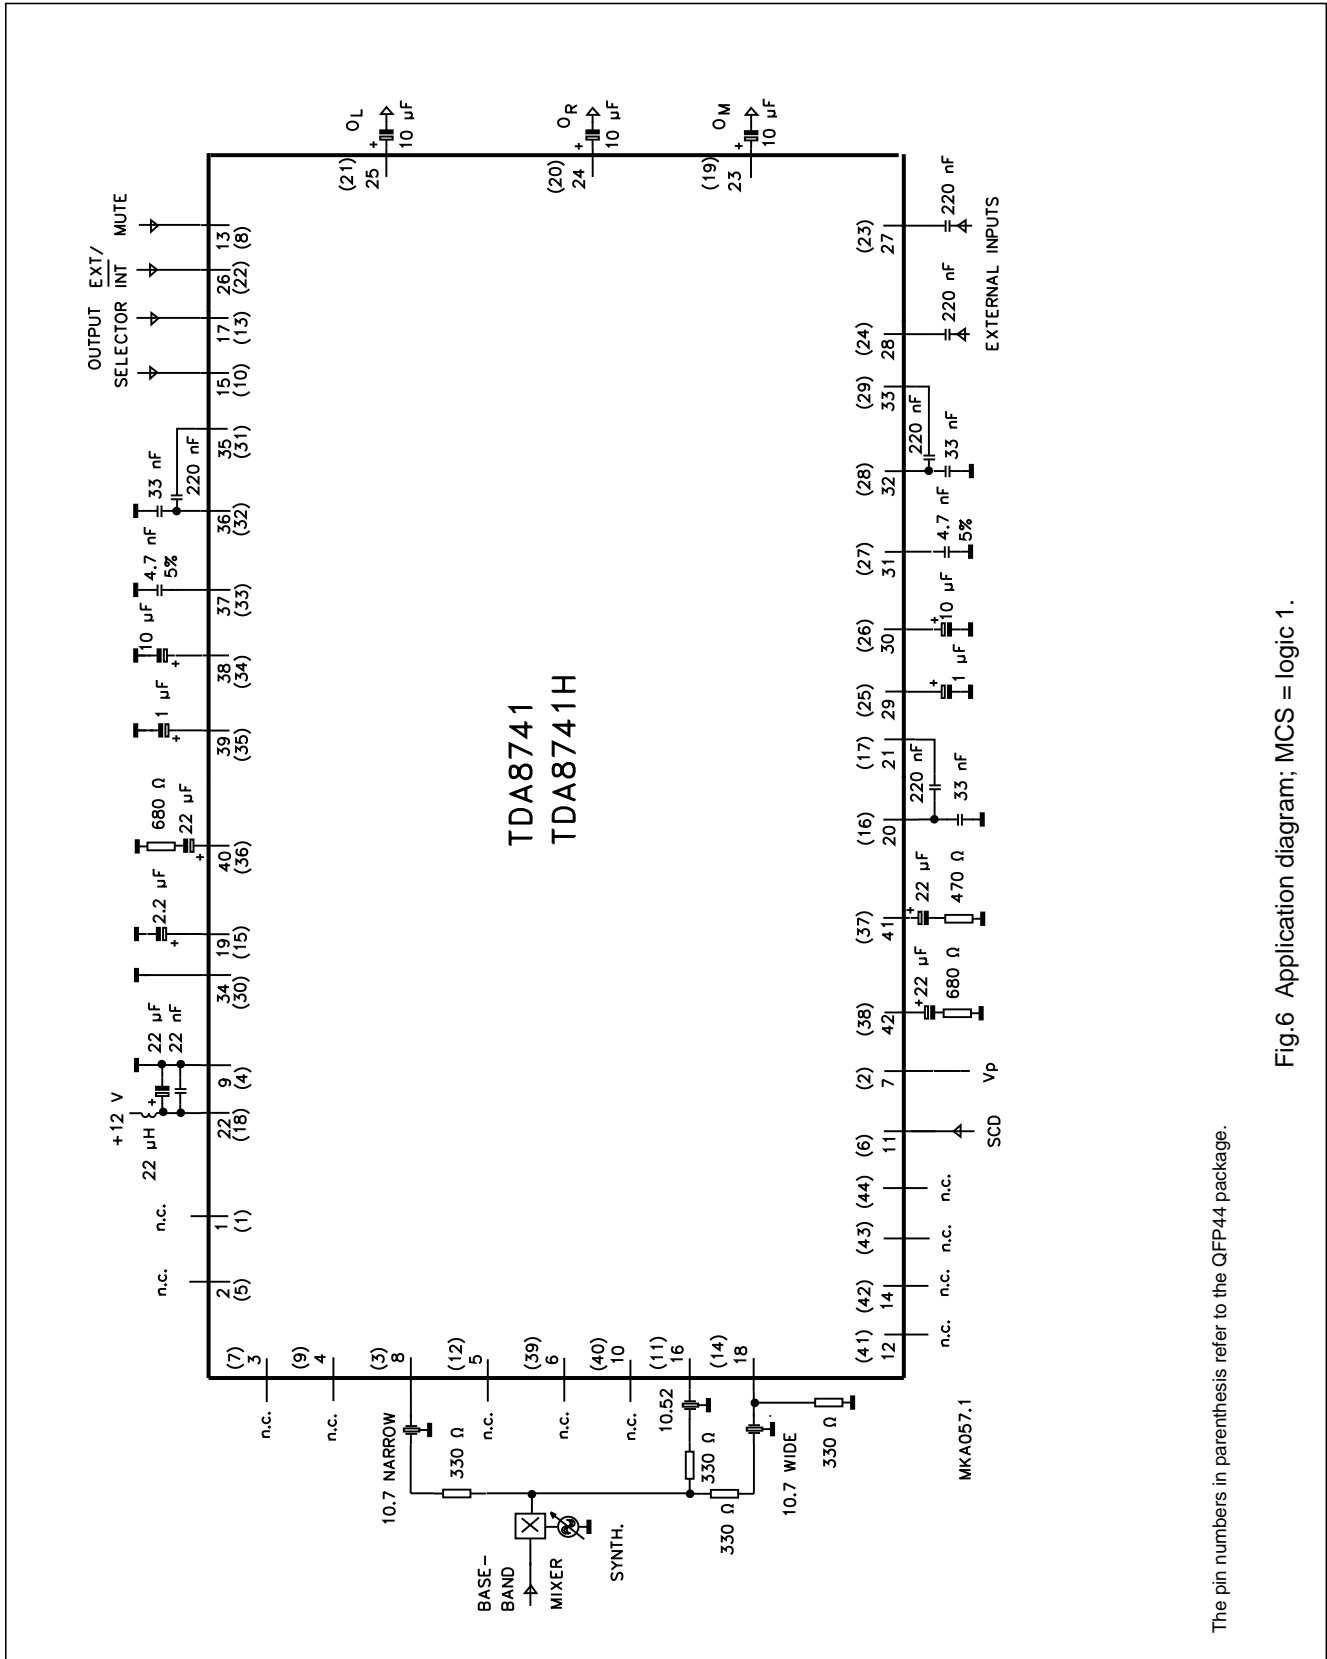 OL
+
10 µF
(21)
25
OR
+
10 µF
(20)
24
OM
+
10 µF
(19)
23
MUTE
13
(8)
EXT/
INT
26
(22)
OUTPUT
SELECTOR
17
(13)
15
(10)
35
(31)
220 nF
33 nF
36
(32)
4.7 nF
5%
37
(33)
10 µF
+
38
(34)
1 µF
+
39
(35)
680 Ω
22 µF
+
40
(36)
2.2 µF
+
19
(15)
34
(30)
22 µF
22 nF
+
9
(4)
+12 V
22 µH
22
(18)
n.c.
1
(1)
n.c.
2
(5)
TDA8741
TDA8741H
(23)
27
220 nF
(24)
28
220 nF
EXTERNAL INPUTS
(29)
33
220 nF
33 nF
(28)
32
(27)
31
4.7 nF
5%
(26)
30
+
10 µF
(25)
29
+
1 µF
(17)
21
220 nF
33 nF
(16)
20
(37)
41
+
22 µF
470 Ω
(38)
42
+
22 µF
680 Ω
(2)
7
Vp
(6)
11
SCD
(44)
n.c.
(43)
n.c.
(42)
14
n.c.
(41)
12
n.c.
(7)
3
n.c.
(9)
4
n.c.
(3)
8
10.7 NARROW
330 Ω
(12)
5
n.c.
(39)
6
n.c.
(40)
10
n.c.
(11)
16
10.52
330 Ω
(14)
18
10.7 WIDE
330 Ω
330 Ω
BASE-
BAND
MIXER
SYNTH.
MKA057.1
The pin numbers in parenthesis refer to the QFP44 package.
Fig.6 Application diagram; MCS = logic 1.